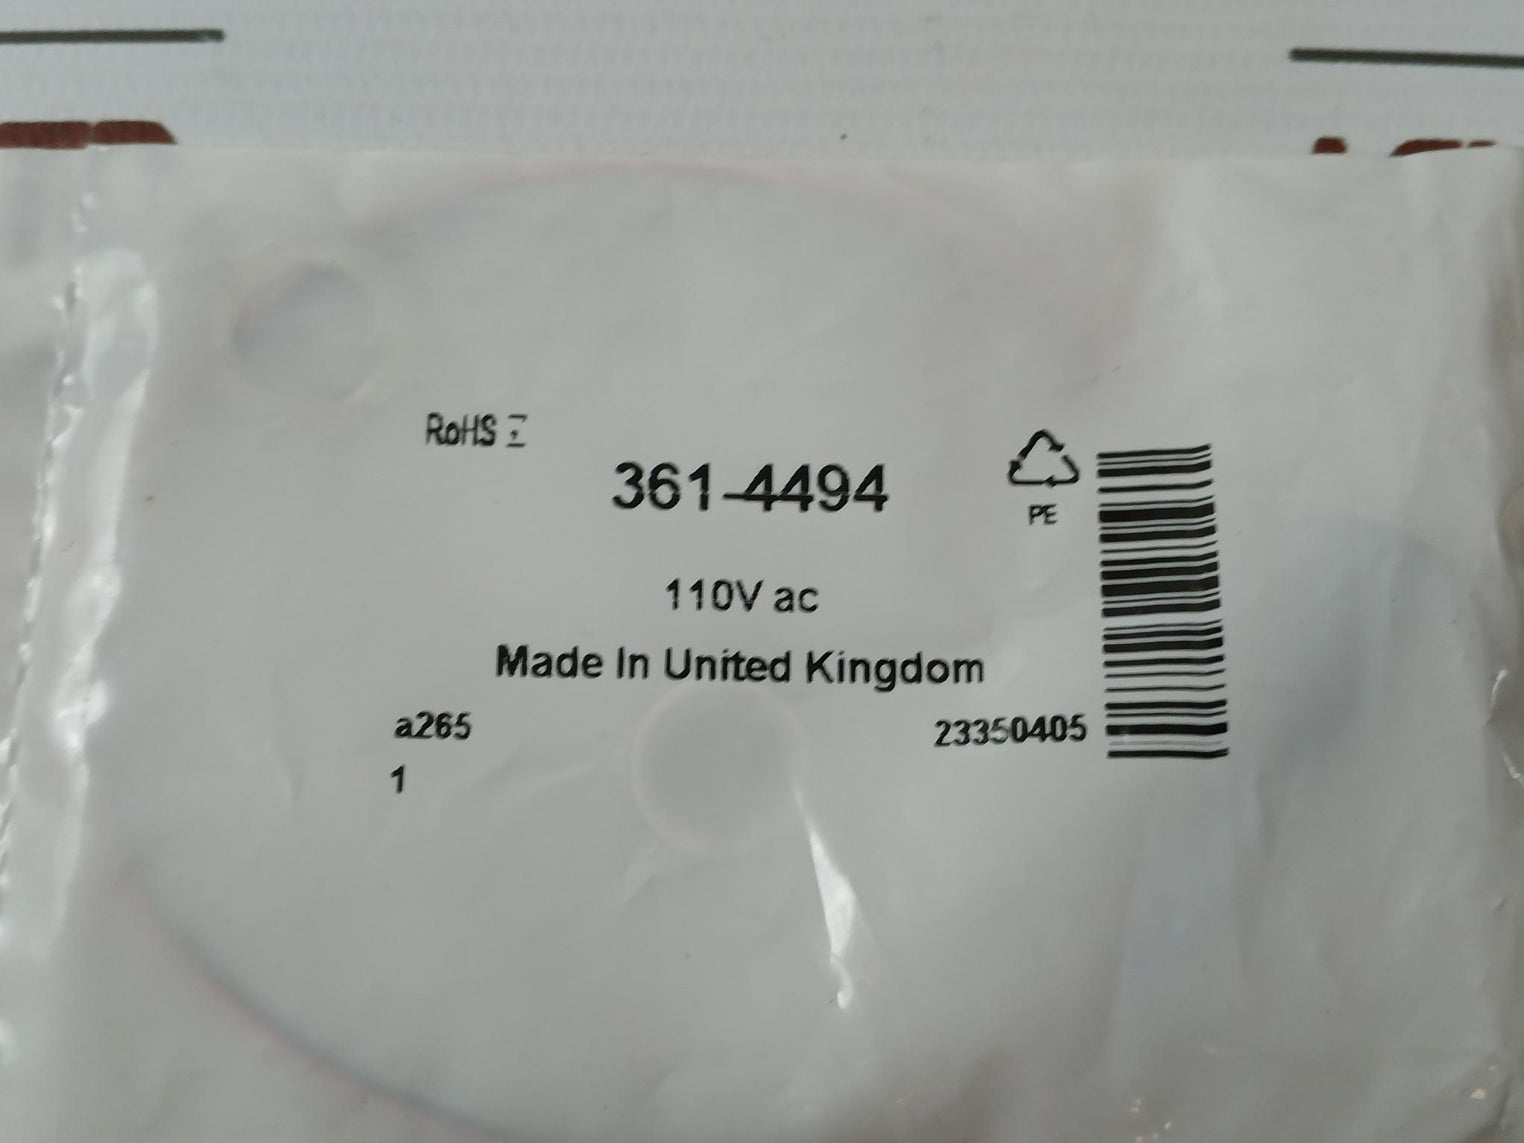 RoHS
361-4494
PE
110V ac
Made In United Kingdom
a265
23350405
1